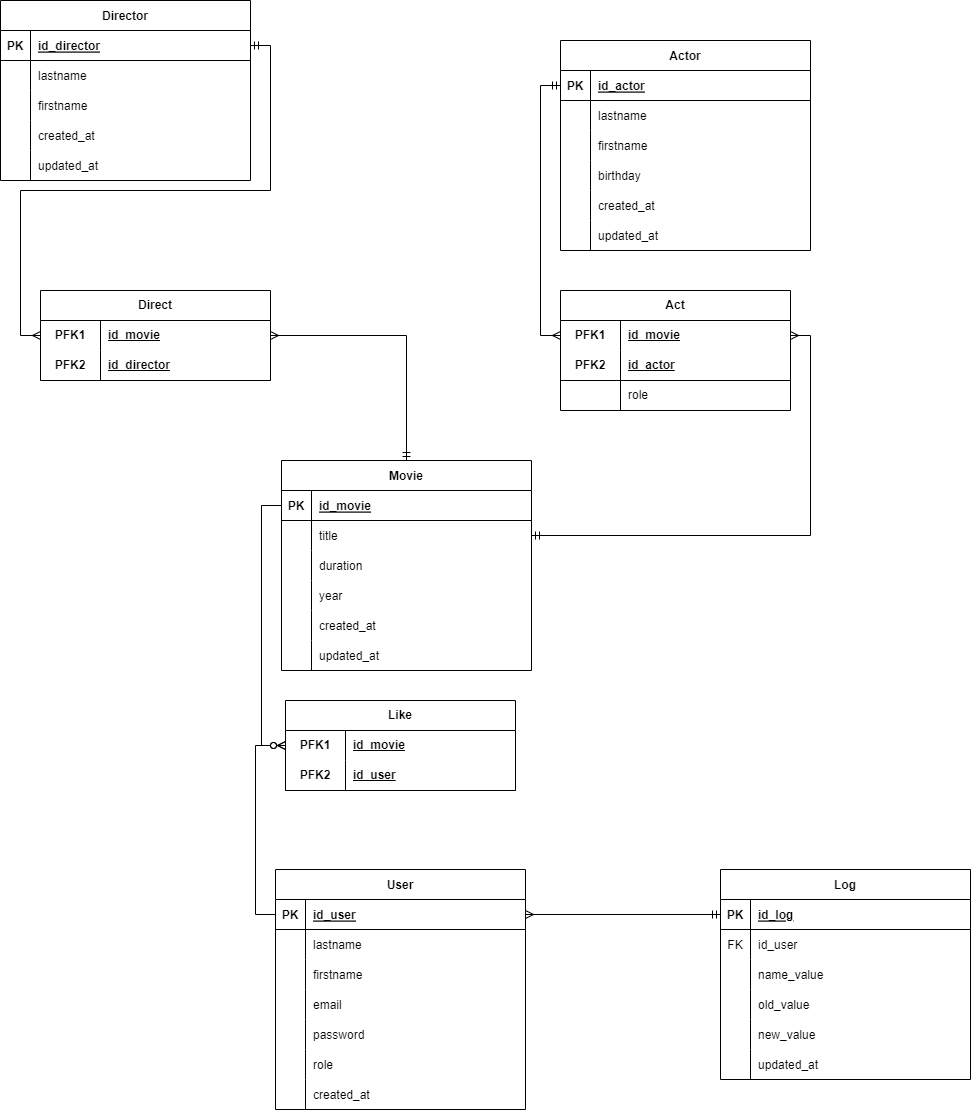 Director
PK id_director
lastname
firstname
created_at
updated_at
Actor
PK id_actor
lastname
firstname
birthday
created_at
updated_at
Direct
PFK1 id_movie
PFK2 id_director
Act
PFK1 id_movie
PFK2 id_actor
role
Movie
PK id_movie
title
duration
year
created_at
updated_at
Like
PFK1 id_movie
PFK2 id_user
User
PK id_user
lastname
firstname
email
password
role
created_at
Log
PK id_log
FK id_user
name_value
old_value
new_value
updated_at